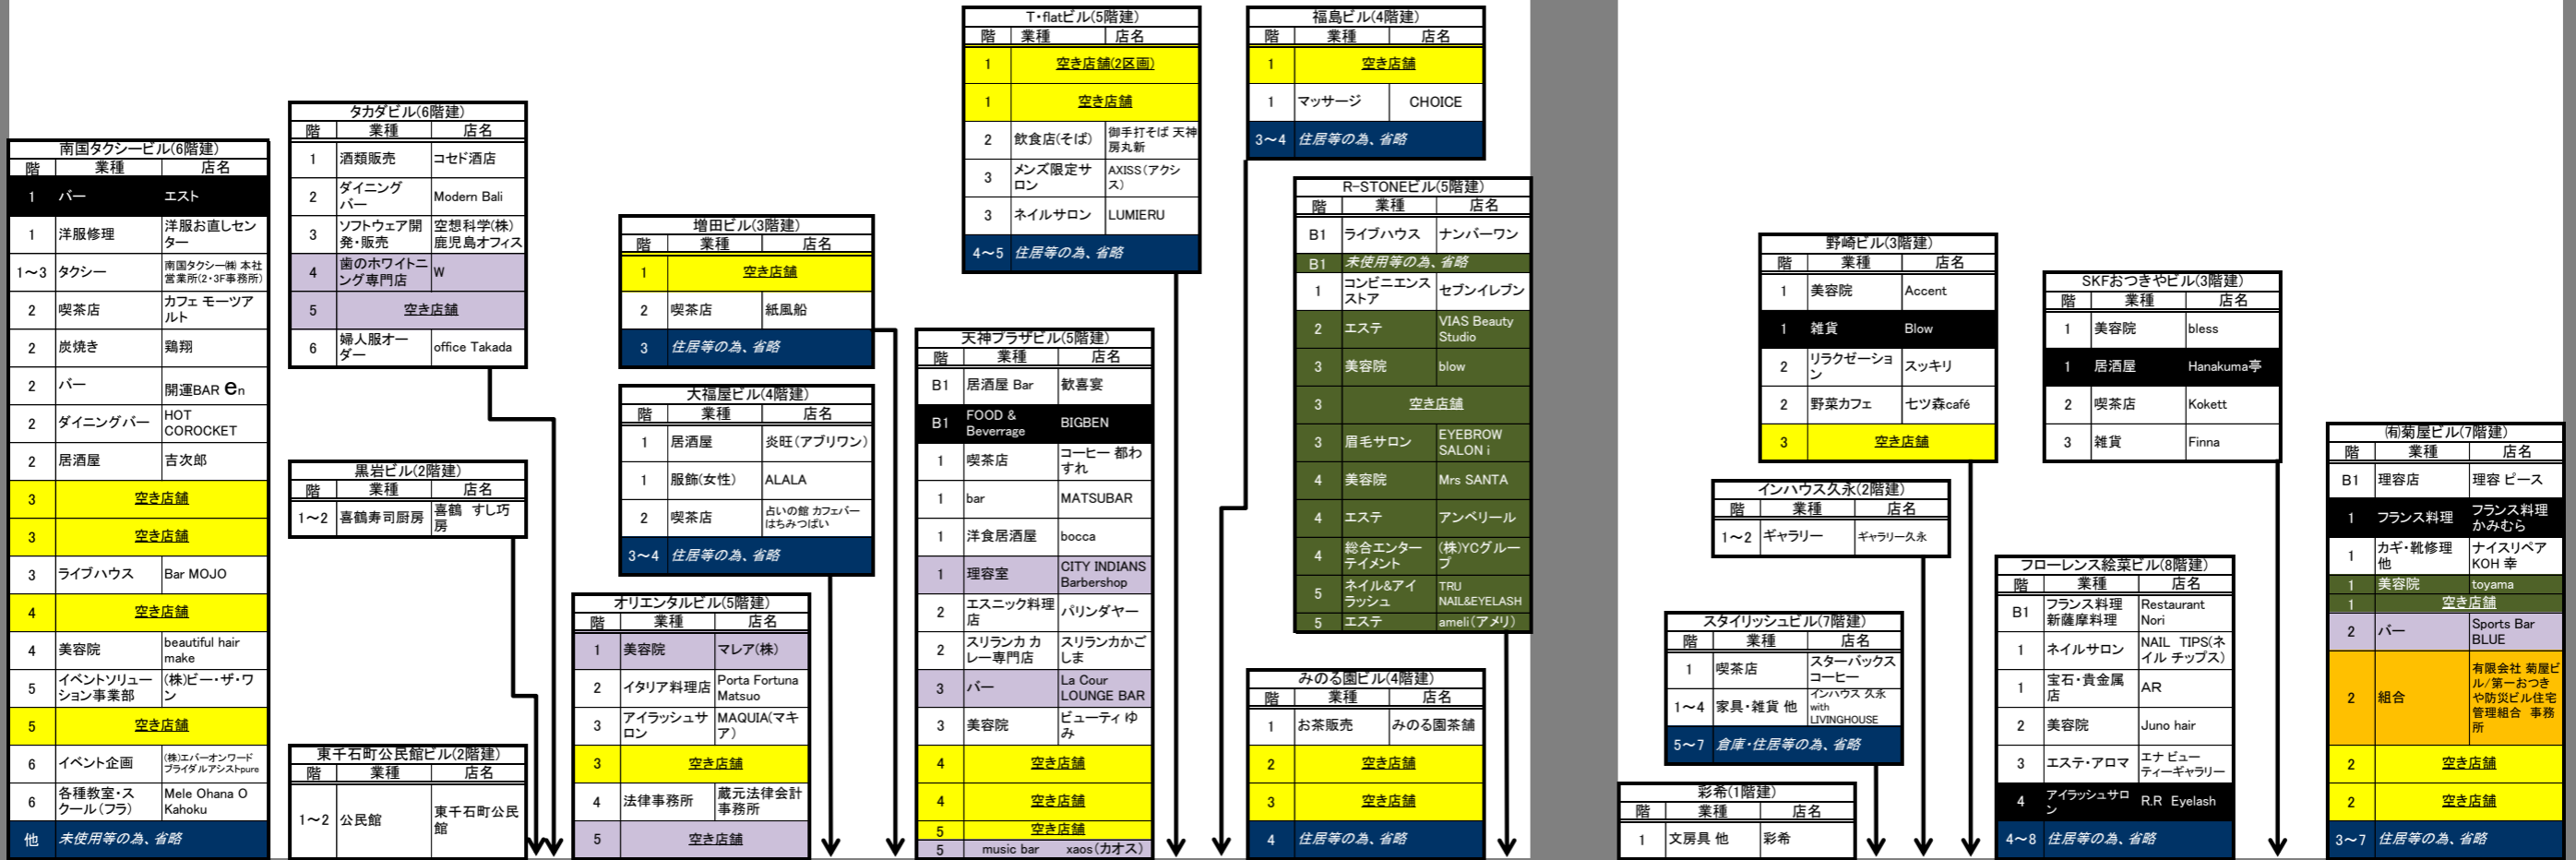 南国タクシービル(6階建)
階 業種 店名
1 バー エスト
1 洋服修理 洋服お直しセン
ター
1～3 タクシー 南国タクシー㈱ 本社
営業所(2・3F事務所)
2 喫茶店 カフェ モーツア
ルト
2 炭焼き 鶏翔
2 バー 開運BAR en
2 ダイニングバー HOT
COROCKET
2 居酒屋 吉次郎
3 空き店舗
3 空き店舗
3 ライブハウス Bar MOJO
4 空き店舗
4 美容院 beautiful hair
make
5 イベントソリュー
ション事業部 (株)ビー・ザ・ワ
ン
5 空き店舗
6 イベント企画 (株)エバーオンワード
ブライダルアシストpure
6 各種教室・ス
クール(フラ) Mele Ohana O
Kahoku
他 未使用等の為、省略
タカダビル(6階建)
階 業種 店名
1 酒類販売 コセド酒店
2 ダイニング
バー Modern Bali
3 ソフトウェア開
発・販売 空想科学(株)
鹿児島オフィス
4 歯のホワイトニ
ング専門店 W
5 空き店舗
6 婦人服オー
ダー office Takada
黒岩ビル(2階建)
階 業種 店名
1～2 喜鶴寿司厨房 喜鶴 すし巧
房
東千石町公民館ビル(2階建)
階 業種 店名
1～2 公民館 東千石町公民
館
増田ビル(3階建)
階 業種 店名
1 空き店舗
2 喫茶店 紙風船
3 住居等の為、省略
大福屋ビル(4階建)
階 業種 店名
1 居酒屋 炎旺(アブリワン)
1 服飾(女性) ALALA
2 喫茶店 占いの館 カフェバー
はちみつぱい
3～4 住居等の為、省略
オリエンタルビル(5階建)
階 業種 店名
1 美容院 マレア(株)
2 イタリア料理店 Porta Fortuna
Matsuo
3 アイラッシュサ
ロン MAQUIA(マキ
ア)
3 空き店舗
4 法律事務所 蔵元法律会計
事務所
5 空き店舗
T・flatビル(5階建)
階 業種 店名
1 空き店舗(2区画)
1 空き店舗
2 飲食店(そば) 御手打そば 天神
房丸新
3 メンズ限定サ
ロン AXISS(アクシ
ス)
3 ネイルサロン LUMIERU
4～5 住居等の為、省略
天神プラザビル(5階建)
階 業種 店名
B1 居酒屋 Bar 歓喜宴
B1 FOOD &
Beverrage BIGBEN
1 喫茶店 コーヒー 都わ
すれ
1 bar MATSUBAR
1 洋食居酒屋 bocca
1 理容室 CITY INDIANS
Barbershop
2 エスニック料理
店 パリンダヤー
2 スリランカ カ
レー専門店 スリランカかご
しま
3 バー La Cour
LOUNGE BAR
3 美容院 ビューティ ゆ
み
4 空き店舗
4 空き店舗
5 空き店舗
5 music bar xaos(カオス)
福島ビル(4階建)
階 業種 店名
1 空き店舗
1 マッサージ CHOICE
3～4 住居等の為、省略
R-STONEビル(5階建)
階 業種 店名
B1 ライブハウス ナンバーワン
B1 未使用等の為、省略
1 コンビニエンス
ストア セブンイレブン
2 エステ VIAS Beauty
Studio
3 美容院 blow
3 空き店舗
3 眉毛サロン EYEBROW
SALON i
4 美容院 Mrs SANTA
4 エステ アンベリール
4 総合エンター
テイメント (株)YCグルー
プ
5 ネイル&アイ
ラッシュ TRU
NAIL&EYELASH
5 エステ ameli(アメリ)
みのる園ビル(4階建)
階 業種 店名
1 お茶販売 みのる園茶舗
2 空き店舗
3 空き店舗
4 住居等の為、省略
野崎ビル(3階建)
階 業種 店名
1 美容院 Accent
1 雑貨 Blow
2 リラクゼーショ
ン スッキリ
2 野菜カフェ 七ツ森café
3 空き店舗
インハウス久永(2階建)
階 業種 店名
1～2 ギャラリー ギャラリー久永
スタイリッシュビル(7階建)
階 業種 店名
1 喫茶店 スターバックス
コーヒー
1～4 家具・雑貨 他 インハウス 久永
with
LIVINGHOUSE
5～7 倉庫・住居等の為、省略
彩希(1階建)
階 業種 店名
1 文房具 他 彩希
SKFおつきやビル(3階建)
階 業種 店名
1 美容院 bless
1 居酒屋 Hanakuma亭
2 喫茶店 Kokett
3 雑貨 Finna
フローレンス絵菜ビル(8階建)
階 業種 店名
B1 フランス料理
新薩摩料理 Restaurant
Nori
1 ネイルサロン NAIL TIPS(ネ
イル チップス)
1 宝石・貴金属
店 AR
2 美容院 Juno hair
3 エステ・アロマ エナ ビュー
ティーギャラリー
4 アイラッシュサロ
ン R.R Eyelash
4～8 住居等の為、省略
㈲菊屋ビル(7階建)
階 業種 店名
B1 理容店 理容 ピース
1 フランス料理 フランス料理
かみむら
1 カギ・靴修理
他 ナイスリペア
KOH 幸
1 美容院 toyama
1 空き店舗
2 バー Sports Bar
BLUE
2 組合 有限会社 菊屋ビ
ル/第一おつき
や防災ビル住宅
管理組合 事務
所
2 空き店舗
2 空き店舗
3～7 住居等の為、省略